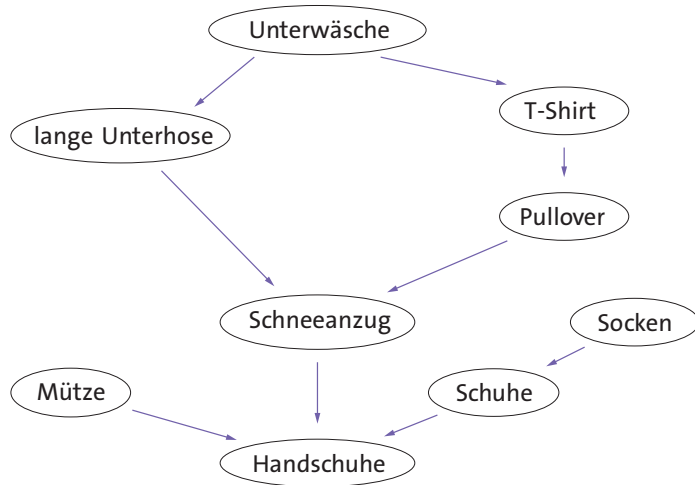 Unterwäsche
T-Shirt
lange Unterhose
Pullover
Schneeanzug
Socken
Mütze
Schuhe
Handschuhe